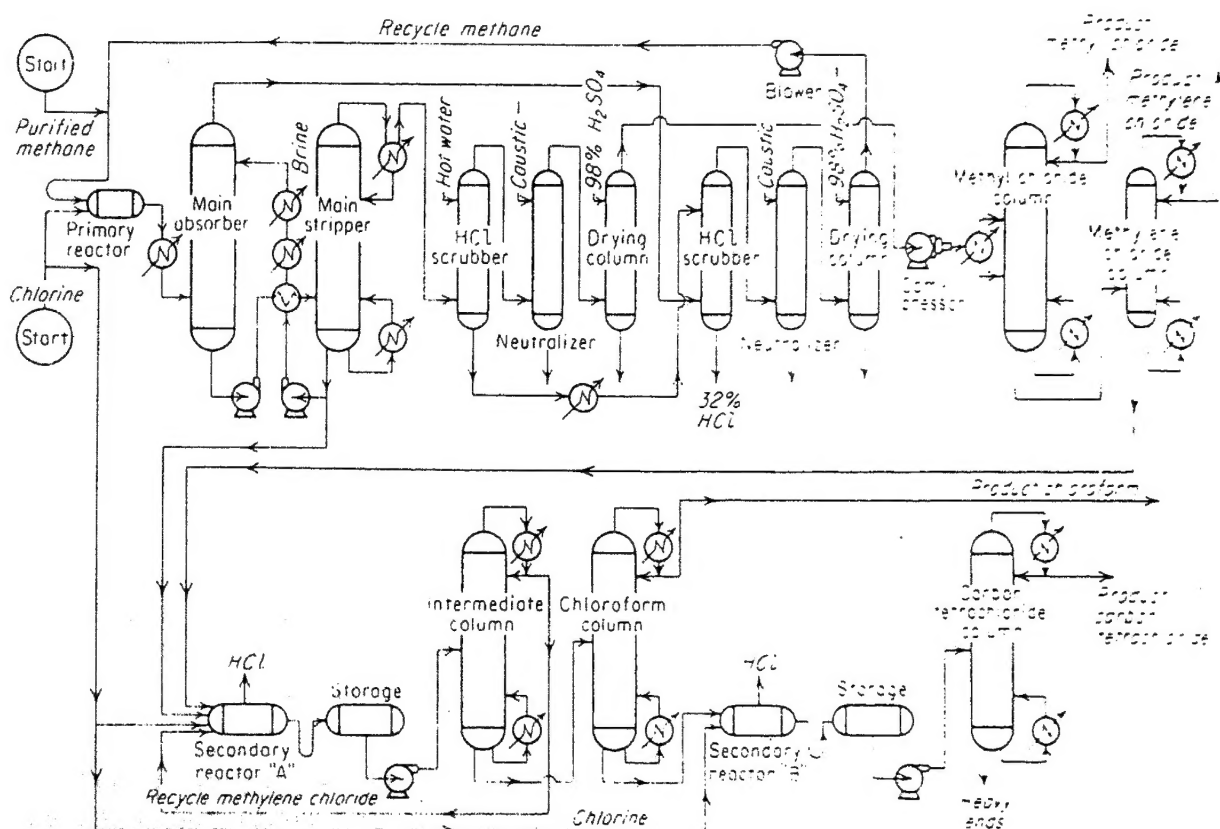 Recycle methane
Product
methyl chloride
Start
Blower
Product
methylene
chloride
Purified
methane
Hot water
Caustic
98% H₂SO₄
Caustic
98% H₂SO₄
Brine
Main
absorber
Main
stripper
Primary
reactor
HCl
scrubber
Drying
column
HCl
scrubber
Drying
column
Methyl chloride
column
Methylene
chloride
column
Chlorine
Start
Neutralizer
Neutralizer
Com-
pressor
32%
HCl
Product chloroform
Intermediate
column
Chloroform
column
Carbon
tetrachloride
column
Product
carbon
tetrachloride
HCl
Storage
HCl
Storage
Secondary
reactor "A"
Secondary
reactor "B"
Recycle methylene chloride
Chlorine
Heavy
ends